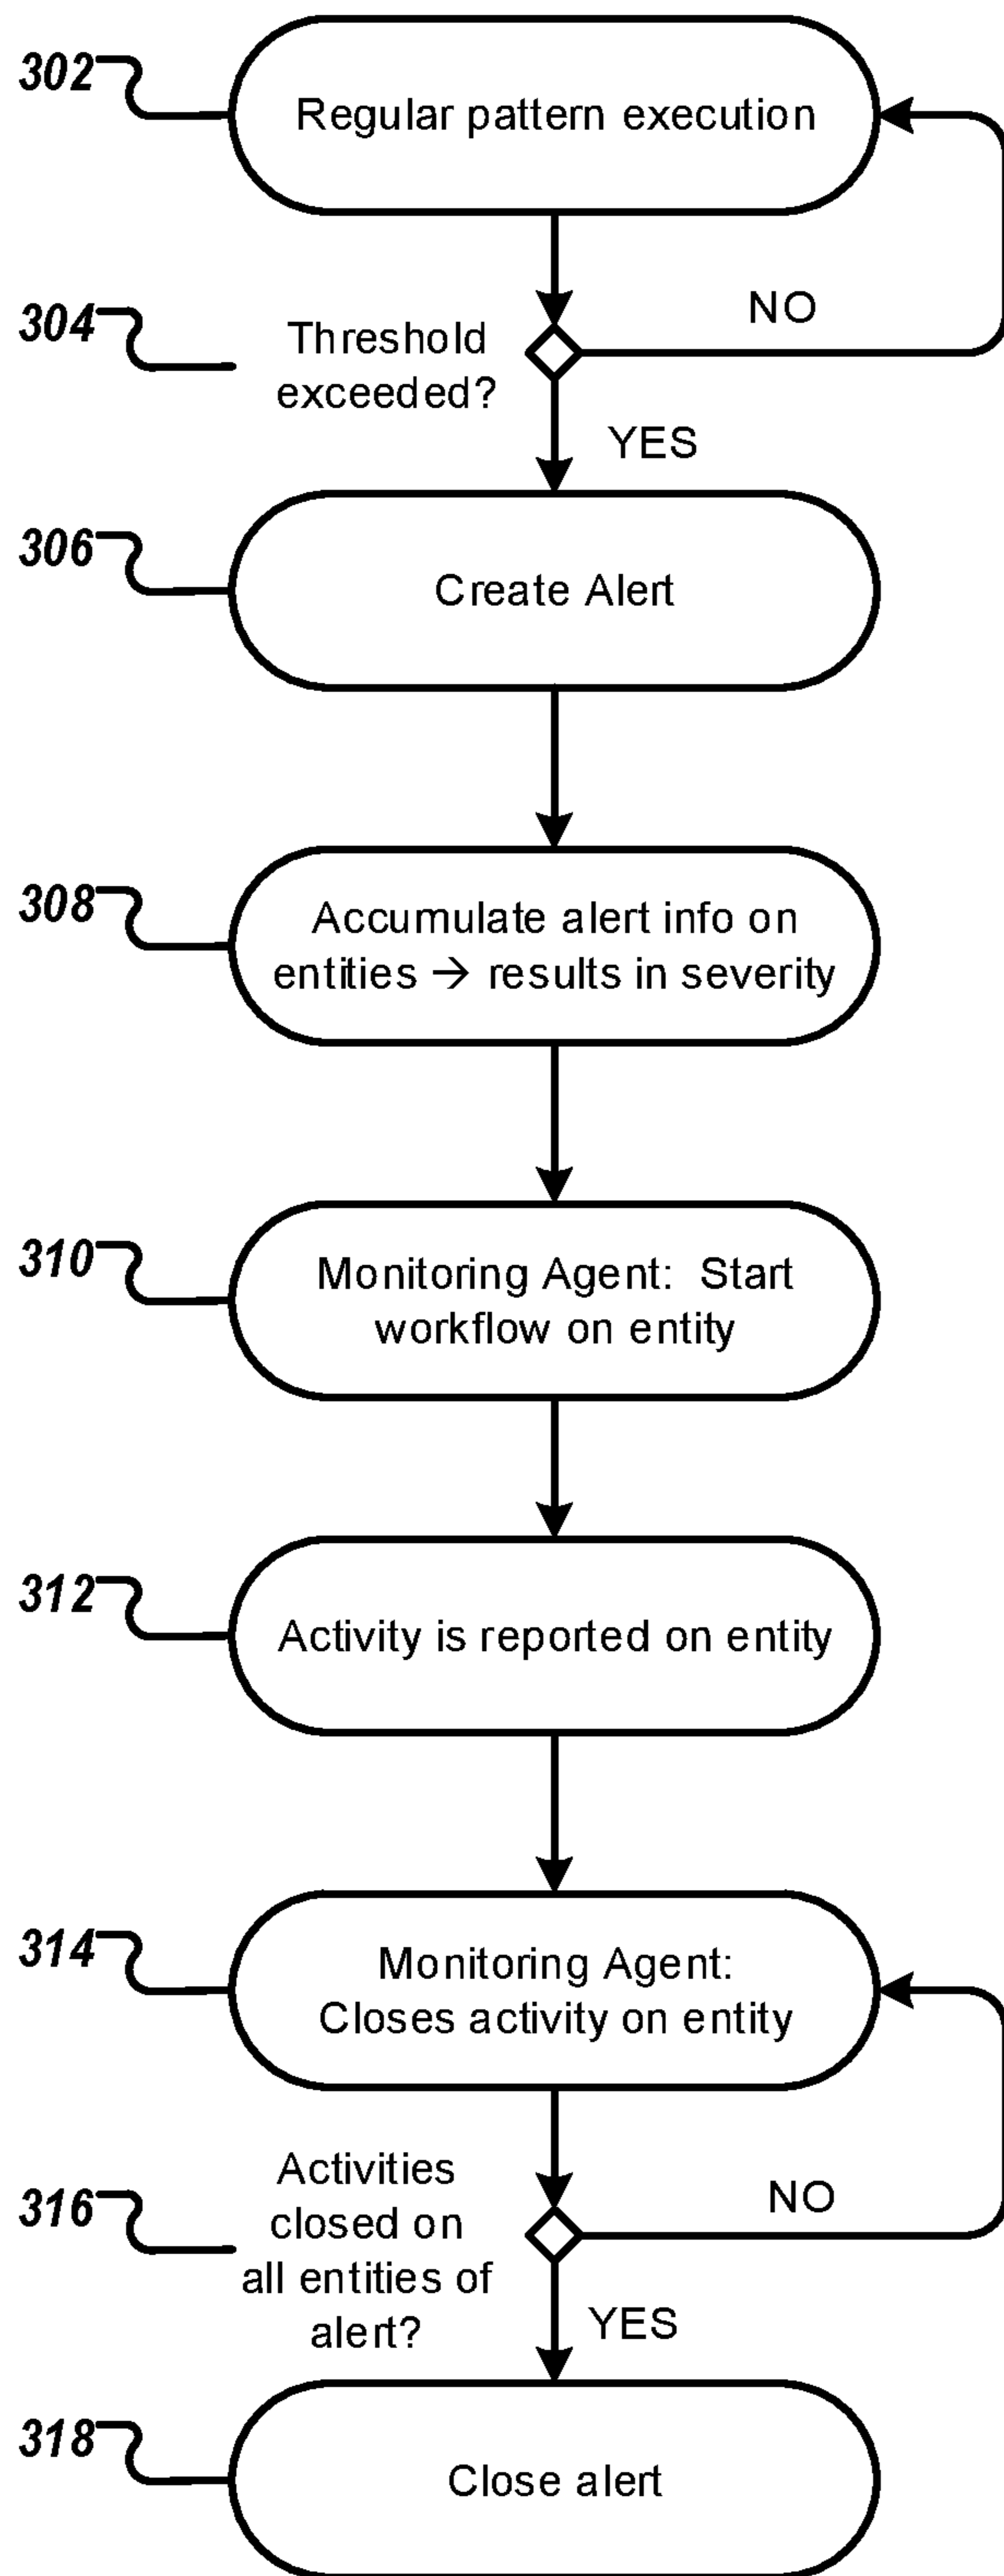 302
Regular pattern execution
304
Threshold
exceeded?
NO
YES
306
Create Alert
308
Accumulate alert info on
entities → results in severity
310
Monitoring Agent:  Start
workflow on entity
312
Activity is reported on entity
314
Monitoring Agent:
Closes activity on entity
316
Activities
closed on
all entities of
alert?
NO
YES
318
Close alert